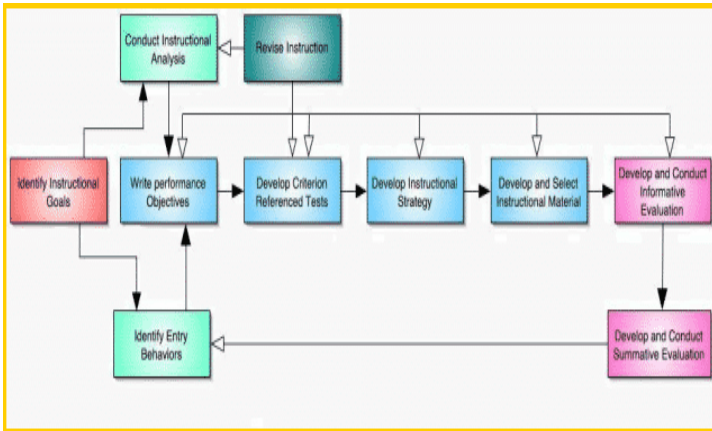 Conduct Instructional
Analysis
Revise Instruction
Identify Instructional
Goals
Write performance
Objectives
Develop Criterion
Referenced Tests
Develop Instructional
Strategy
Develop and Select
Instructional Material
Develop and Conduct
Informative
Evaluation
Identify Entry
Behaviors
Develop and Conduct
Summative Evaluation